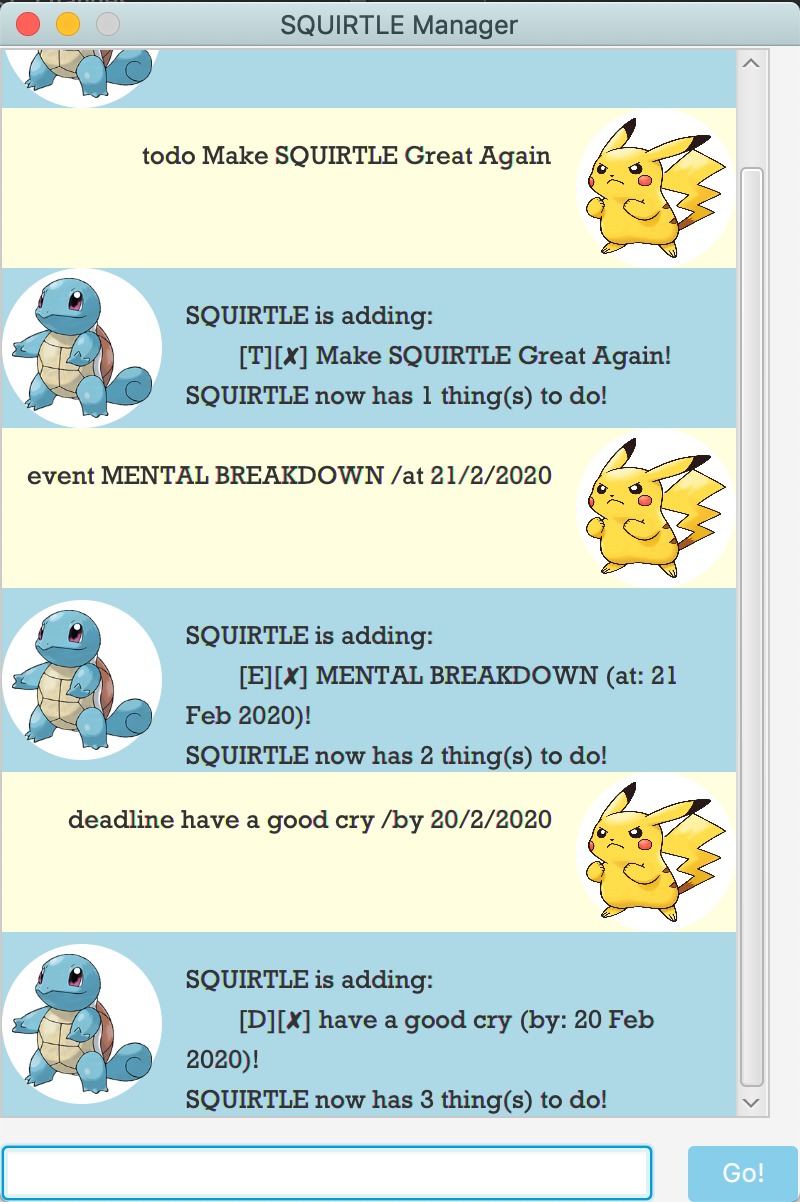 SQUIRTLE Manager
todo Make SQUIRTLE Great Again
SQUIRTLE is adding:
[T][✘] Make SQUIRTLE Great Again!
SQUIRTLE now has 1 thing(s) to do!
event MENTAL BREAKDOWN /at 21/2/2020
SQUIRTLE is adding:
[E][✘] MENTAL BREAKDOWN (at: 21
Feb 2020)!
SQUIRTLE now has 2 thing(s) to do!
deadline have a good cry /by 20/2/2020
SQUIRTLE is adding:
[D][✘] have a good cry (by: 20 Feb
2020)!
SQUIRTLE now has 3 thing(s) to do!
Go!